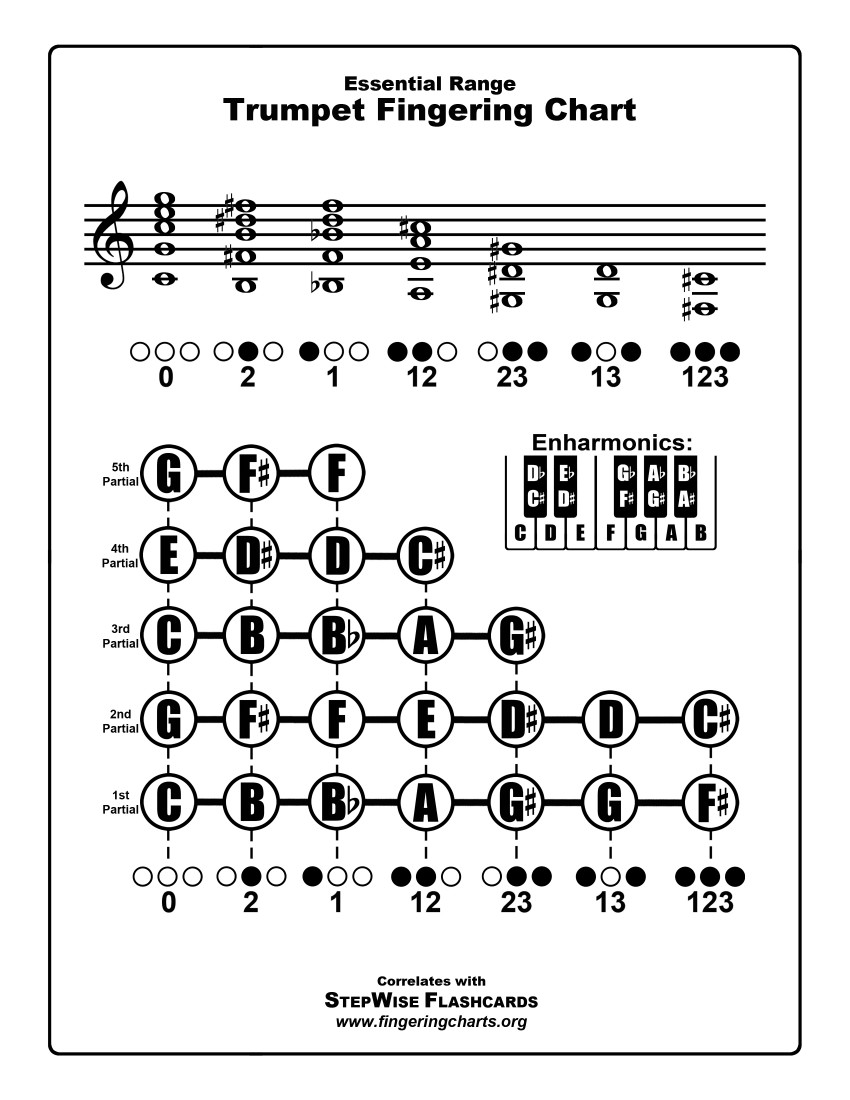 Essential Range
Trumpet Fingering Chart
0 2 1 12 23 13 123
Enharmonics:
D♭ E♭ G♭ A♭ B♭
C♯ D♯ F♯ G♯ A♯
C D E F G A B
5th
Partial
G F♯ F
4th
Partial
E D♯ D C♯
3rd
Partial
C B B♭ A G♯
2nd
Partial
G F♯ F E D♯ D C♯
1st
Partial
C B B♭ A G♯ G F♯
0 2 1 12 23 13 123
Correlates with
STEPWISE FLASHCARDS
www.fingeringcharts.org